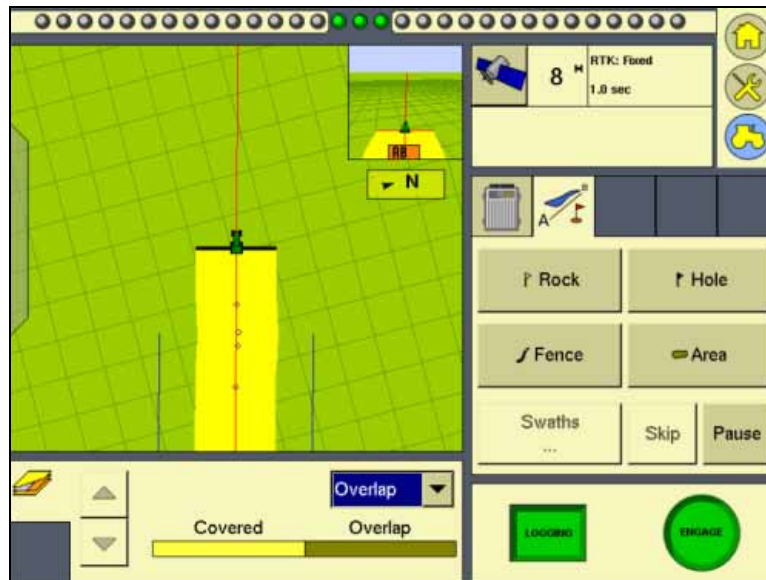 RTK: Fixed
8 H
1.0 sec
AB
N
A B
Rock
Hole
Fence
Area
Swaths
...
Skip
Pause
Overlap
Covered
Overlap
LOGGING
ENGAGE